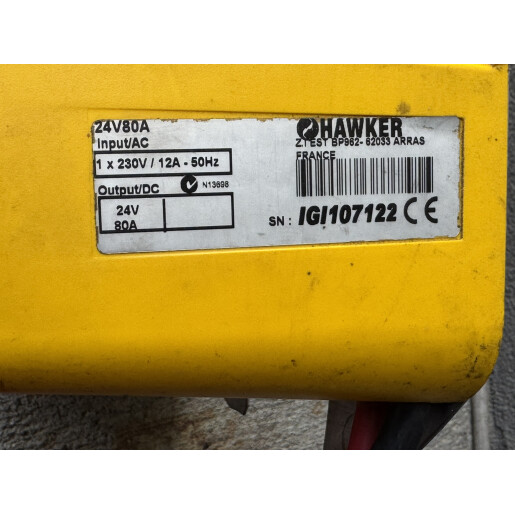 24V80A
Input/AC
1 x 230V / 12A - 50Hz
Output/DC
N13698
24V
80A
HAWKER
Z.I EST BP962- 62033 ARRAS
FRANCE
SN : IGI107122 CE